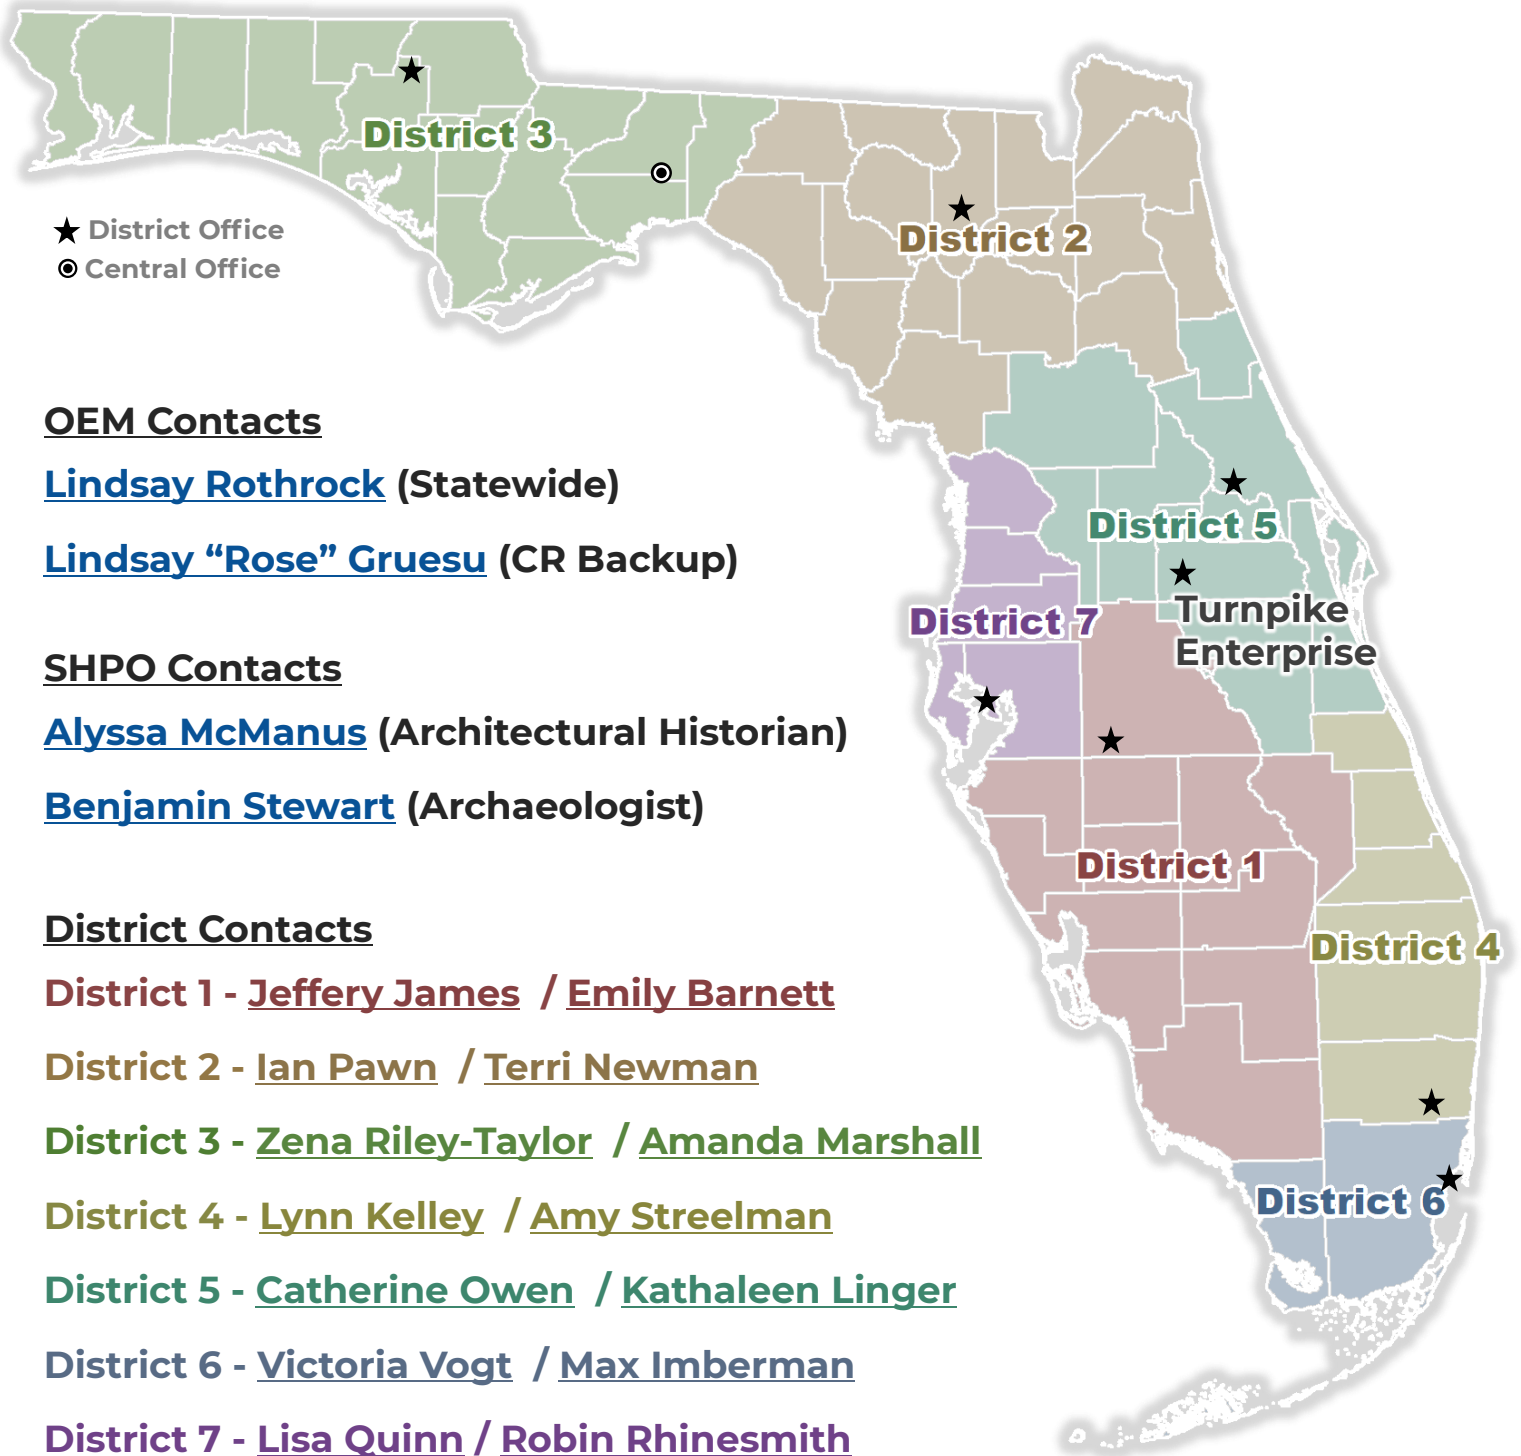 District 3
District 2
★ District Office
Central Office
OEM Contacts
Lindsay Rothrock (Statewide)
District 5
Lindsay “Rose” Gruesu (CR Backup)
Turnpike
Enterprise
District 7
SHPO Contacts
Alyssa McManus (Architectural Historian)
Benjamin Stewart (Archaeologist)
District 1
District Contacts
District 4
District 1 - Jeffery James / Emily Barnett
District 2 - Ian Pawn / Terri Newman
District 3 - Zena Riley-Taylor / Amanda Marshall
District 6
District 4 - Lynn Kelley / Amy Streelman
District 5 - Catherine Owen / Kathaleen Linger
District 6 - Victoria Vogt / Max Imberman
District 7 - Lisa Quinn / Robin Rhinesmith